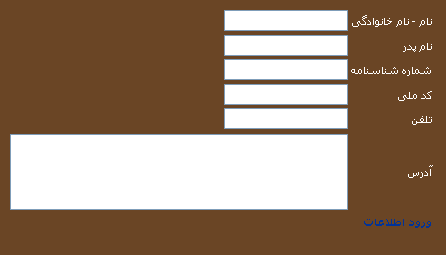 نام - نام خانوادگی
نام پدر
شماره شناسنامه
کد ملی
تلفن
آدرس
ورود اطلاعات